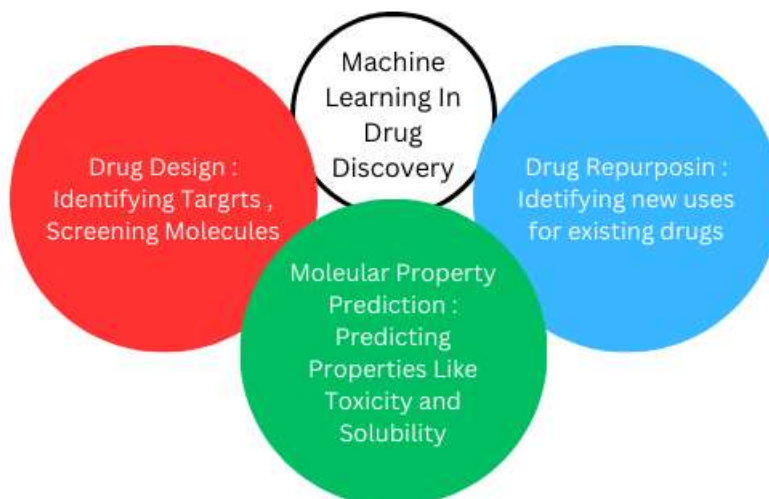 Machine
Learning In
Drug
Discovery
Drug Design :
Identifying Targrts ,
Screening Molecules
Drug Repurposin :
Idetifying new uses
for existing drugs
Moleular Property
Prediction :
Predicting
Properties Like
Toxicity and
Solubility